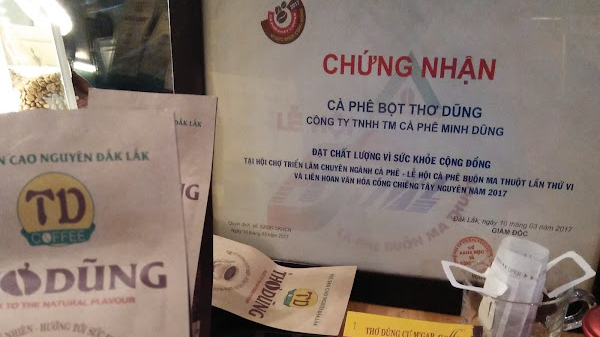 CHỨNG NHẬN
CÀ PHÊ BỘT THƠ DŨNG
CÔNG TY TNHH TM CÀ PHÊ MINH DŨNG
ĐẠT CHẤT LƯỢNG VÌ SỨC KHỎE CỘNG ĐỒNG
TẠI HỘI CHỢ TRIỂN LÃM CHUYÊN NGÀNH CÀ PHÊ - LỄ HỘI CÀ PHÊ BUÔN MA THUỘT LẦN THỨ VI
VÀ LIÊN HOAN VĂN HÓA CỒNG CHIÊNG TÂY NGUYÊN NĂM 2017
Đắk Lắk, ngày 10 tháng 03 năm 2017
GIÁM ĐỐC
CAO NGUYÊN ĐẮK LẮK
TD
COFFEE
DŨNG
TO THE NATURAL FLAVOUR
ĐẮK LẮK
THƠ DŨNG
TD
THƠ DŨNG CƯ M'GAR